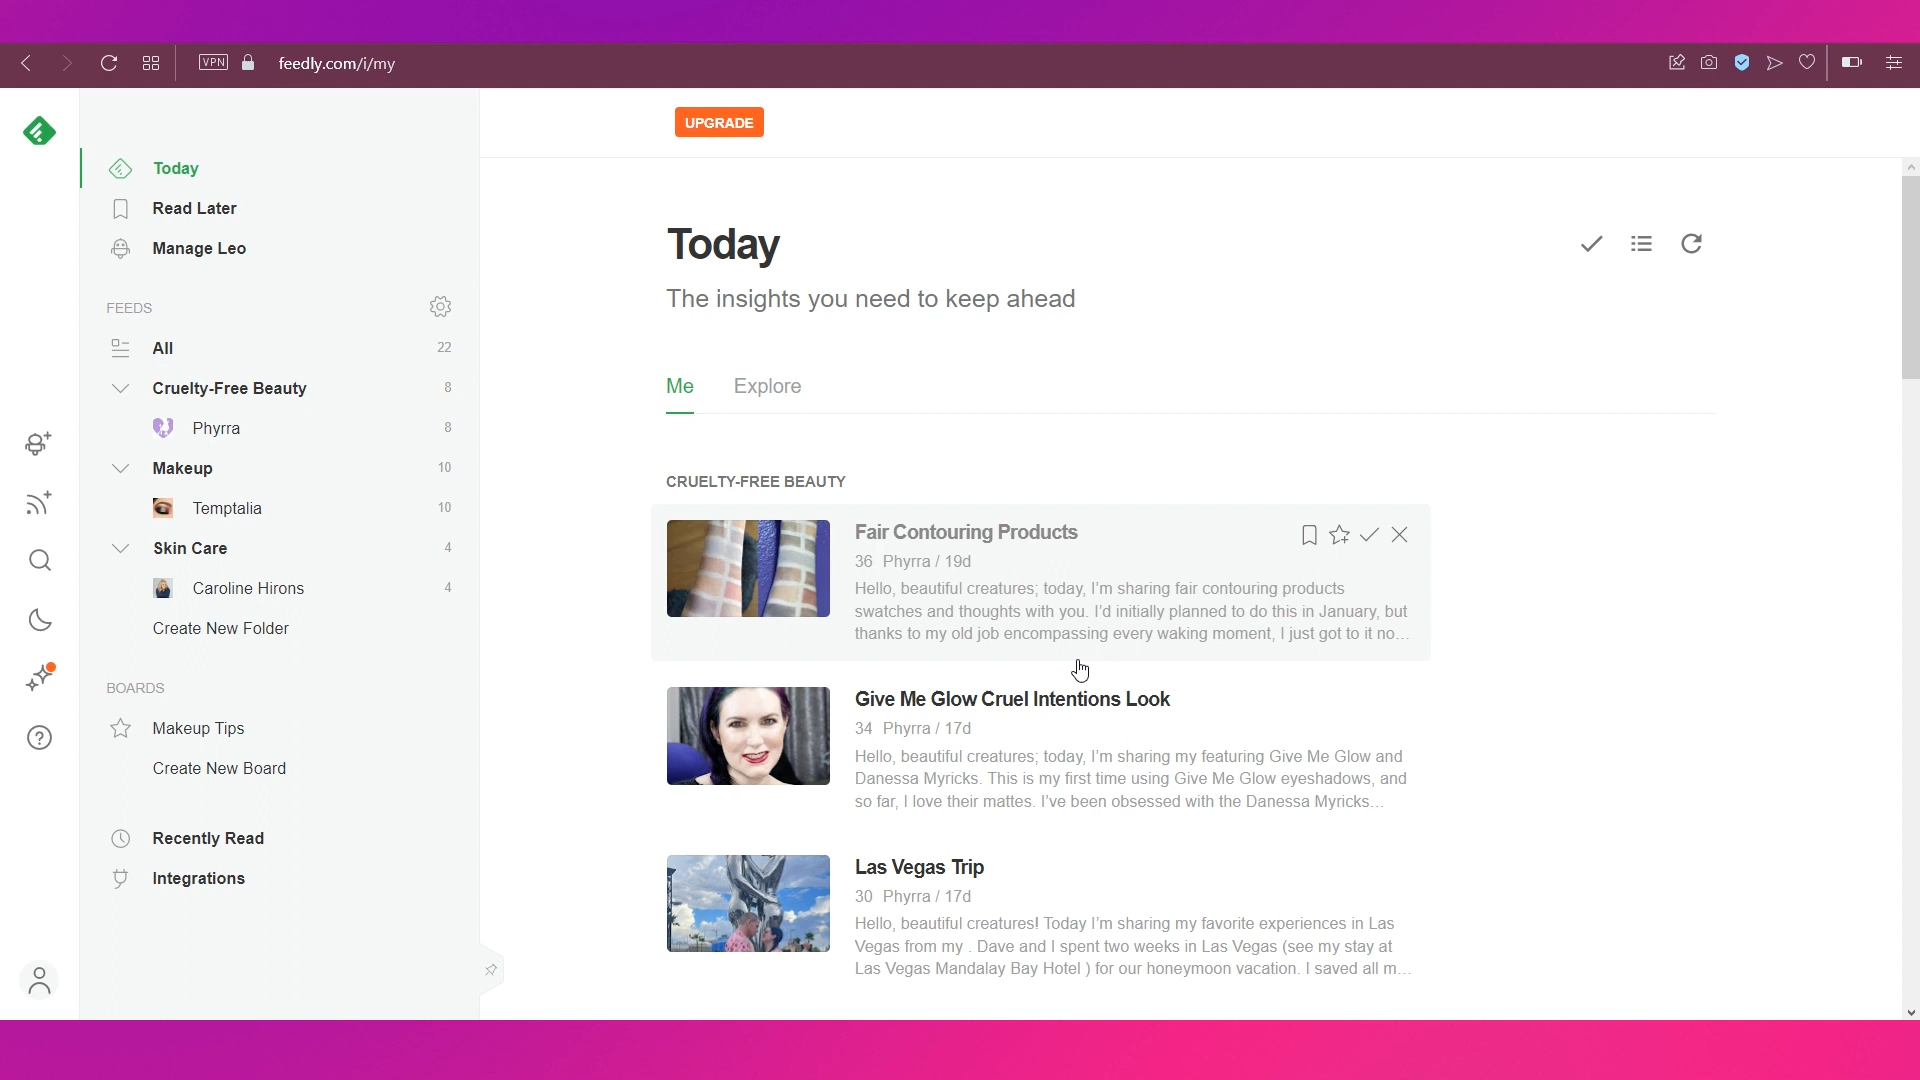 VPN feedly.com/i/my
UPGRADE
Today
Read Later
Manage Leo
FEEDS
All 22
Cruelty-Free Beauty 8
Phyrra 8
Makeup 10
Temptalia 10
Skin Care 4
Caroline Hirons 4
Create New Folder
BOARDS
Makeup Tips
Create New Board
Recently Read
Integrations
Today
The insights you need to keep ahead
Me Explore
CRUELTY-FREE BEAUTY
Fair Contouring Products
36 Phyrra / 19d
Hello, beautiful creatures; today, I'm sharing fair contouring products
swatches and thoughts with you. I'd initially planned to do this in January, but
thanks to my old job encompassing every waking moment, I just got to it no...
Give Me Glow Cruel Intentions Look
34 Phyrra / 17d
Hello, beautiful creatures; today, I'm sharing my featuring Give Me Glow and
Danessa Myricks. This is my first time using Give Me Glow eyeshadows, and
so far, I love their mattes. I've been obsessed with the Danessa Myricks...
Las Vegas Trip
30 Phyrra / 17d
Hello, beautiful creatures! Today I'm sharing my favorite experiences in Las
Vegas from my . Dave and I spent two weeks in Las Vegas (see my stay at
Las Vegas Mandalay Bay Hotel ) for our honeymoon vacation. I saved all m...